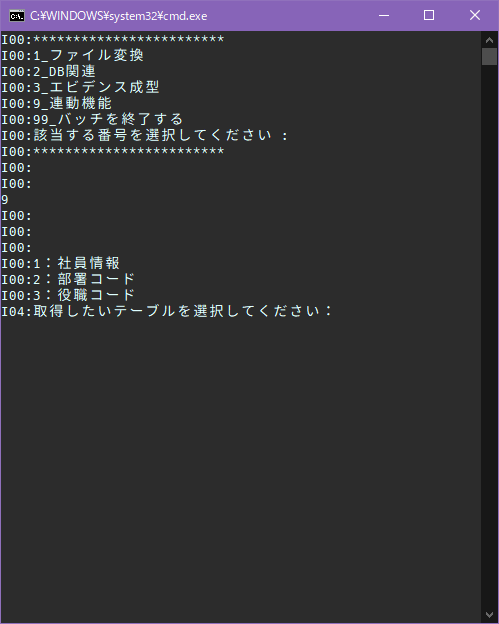 C:¥WINDOWS¥system32¥cmd.exe
I00:************************
I00:1_ファイル変換
I00:2_DB関連
I00:3_エビデンス成型
I00:9_連動機能
I00:99_バッチを終了する
I00:該当する番号を選択してください :
I00:************************
I00:
I00:
9
I00:
I00:
I00:
I00:1：社員情報
I00:2：部署コード
I00:3：役職コード
I04:取得したいテーブルを選択してください：